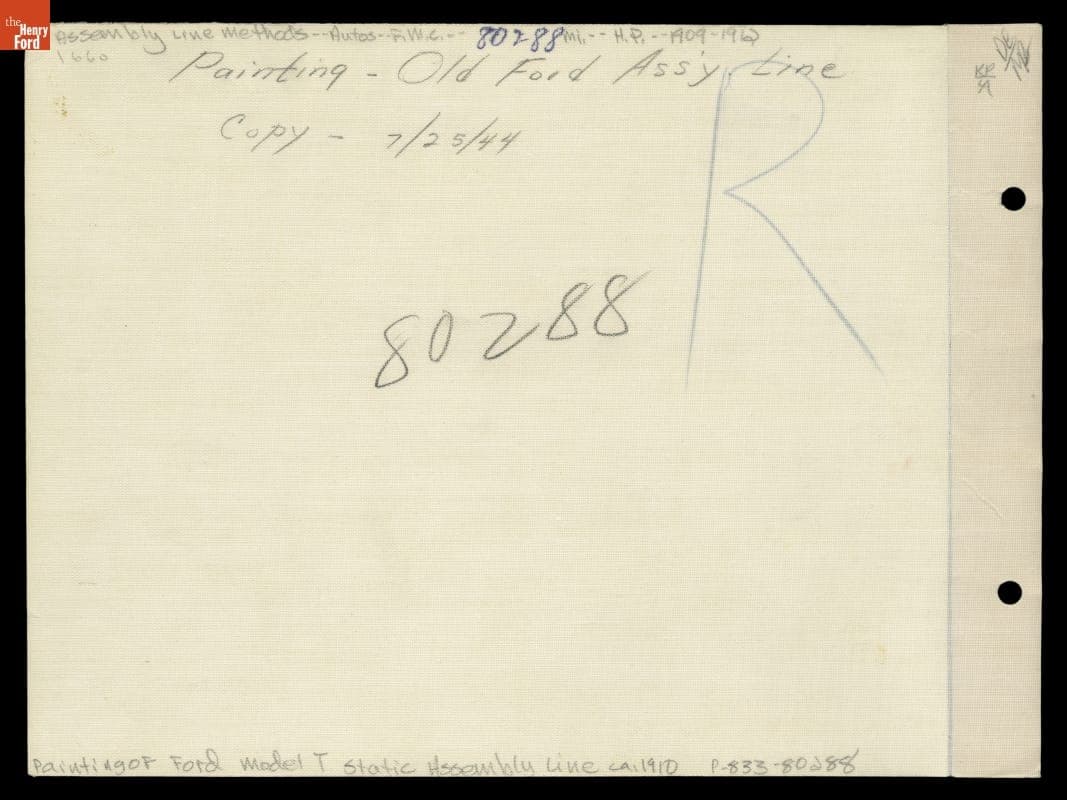 the Henry Ford
Assembly Line methods--Autos--F.W.C.-- 80288 Mi.-- H.P.--1909-1910
1660
Painting - Old Ford Ass'y. Line
Copy - 7/25/44
R
80288
Painting OF Ford Model T Static Assembly Line ca.1910 P-833-80288